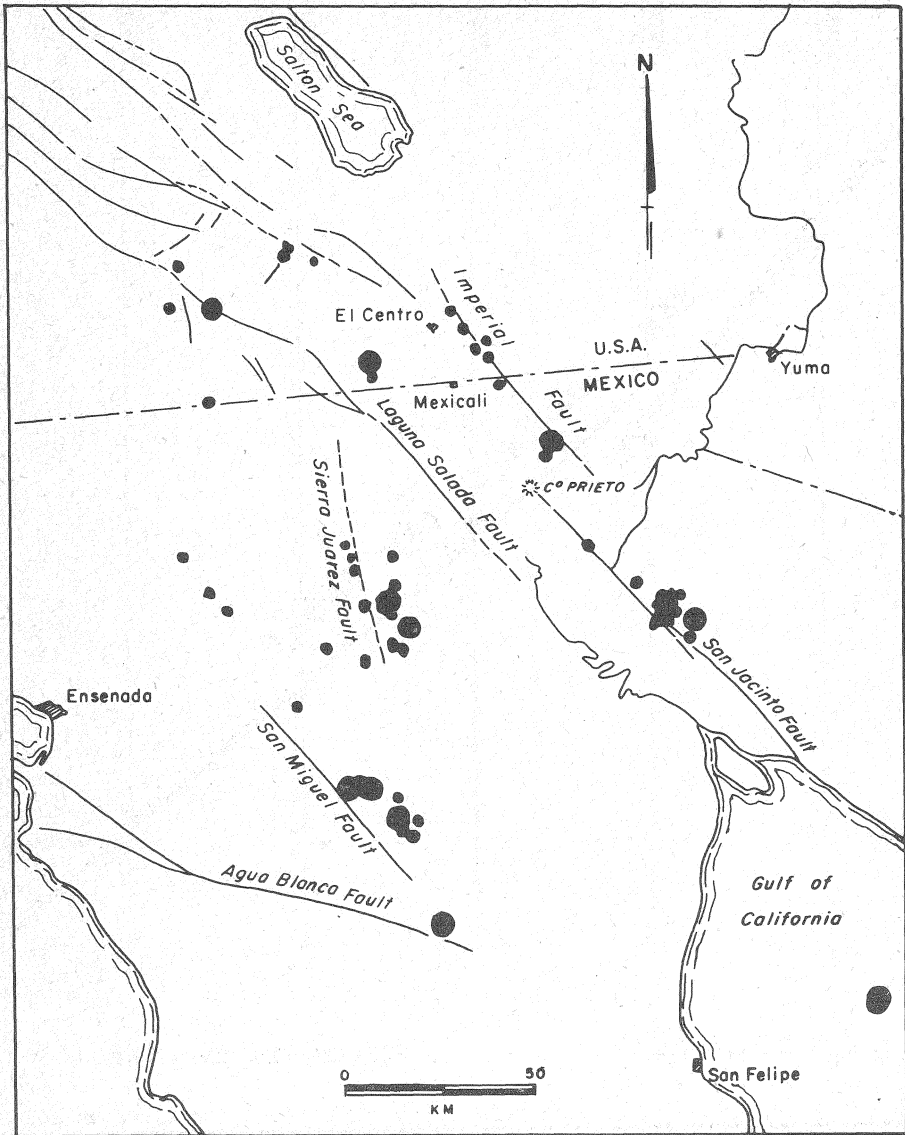 Salton Sea
N
Imperial Fault
El Centro
U.S.A.
MEXICO
Yuma
Mexicali
Laguna Salada Fault
Sierra Juarez Fault
Cº PRIETO
San Jacinto Fault
Ensenada
San Miguel Fault
Agua Blanca Fault
Gulf of
California
San Felipe
0 50
KM